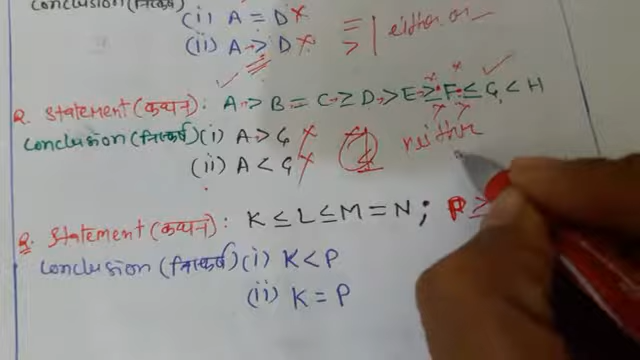 Conclusion (निष्कर्ष) (i) A = D ×
(ii) A > D × > | either or
Q. Statement (कथन) : A > B = C ≥ D > E ≥ F ≤ G < H
Conclusion (निष्कर्ष) (i) A > G ×
(ii) A < G × neither
Q. Statement (कथन) : K ≤ L ≤ M = N ; P ≥
Conclusion (निष्कर्ष) (i) K < P
(ii) K = P